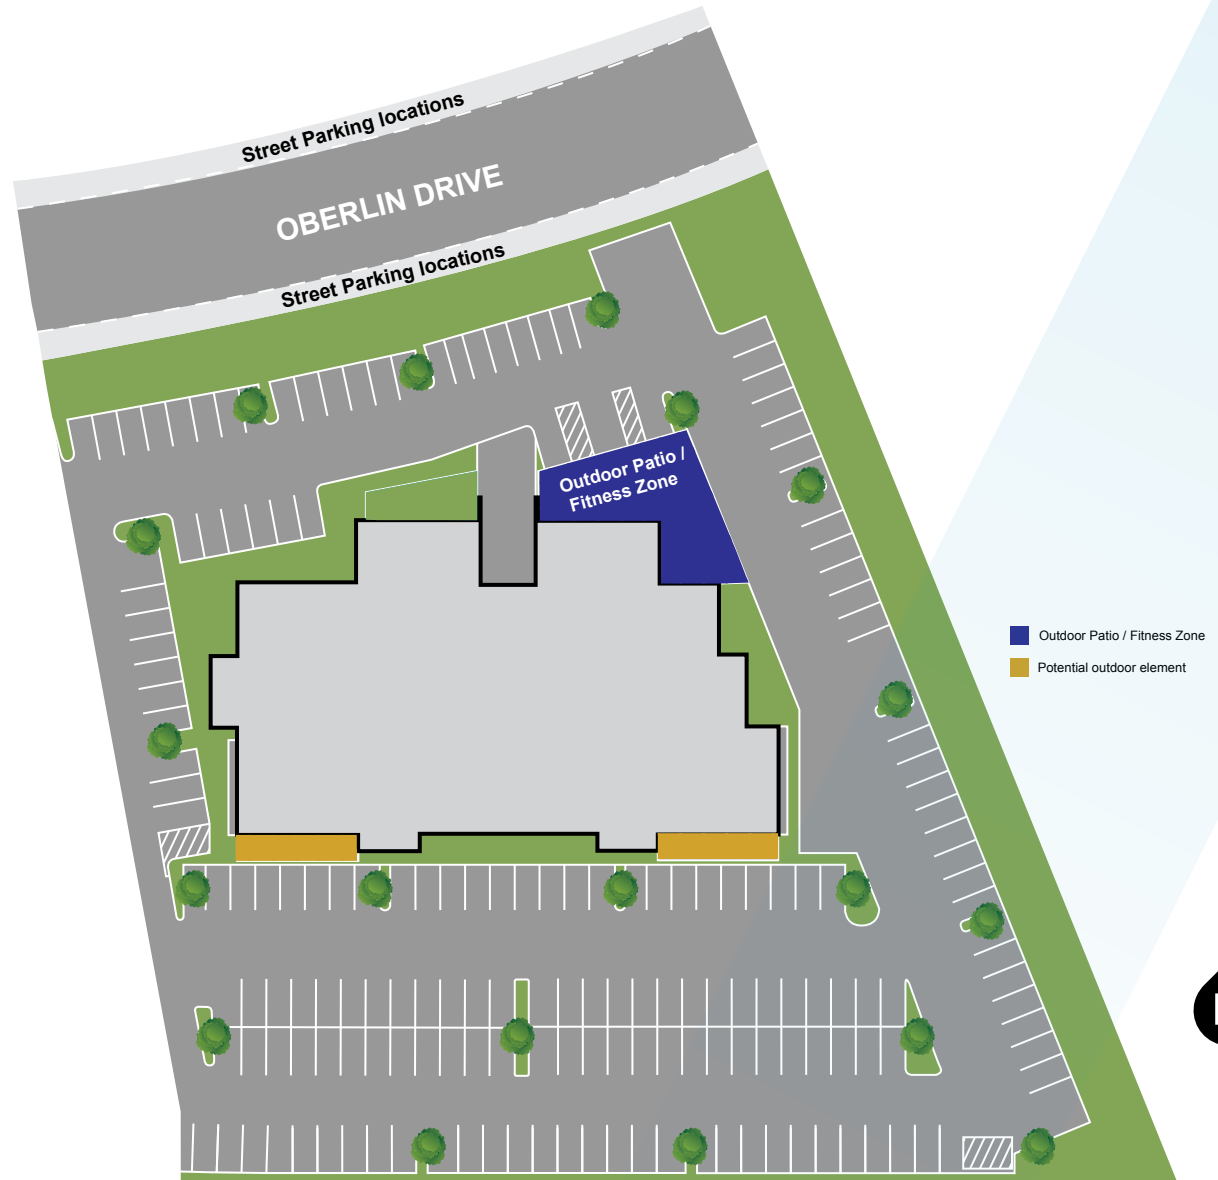 Street Parking locations
OBERLIN DRIVE
Street Parking locations
Outdoor Patio /
Fitness Zone
Outdoor Patio / Fitness Zone
Potential outdoor element